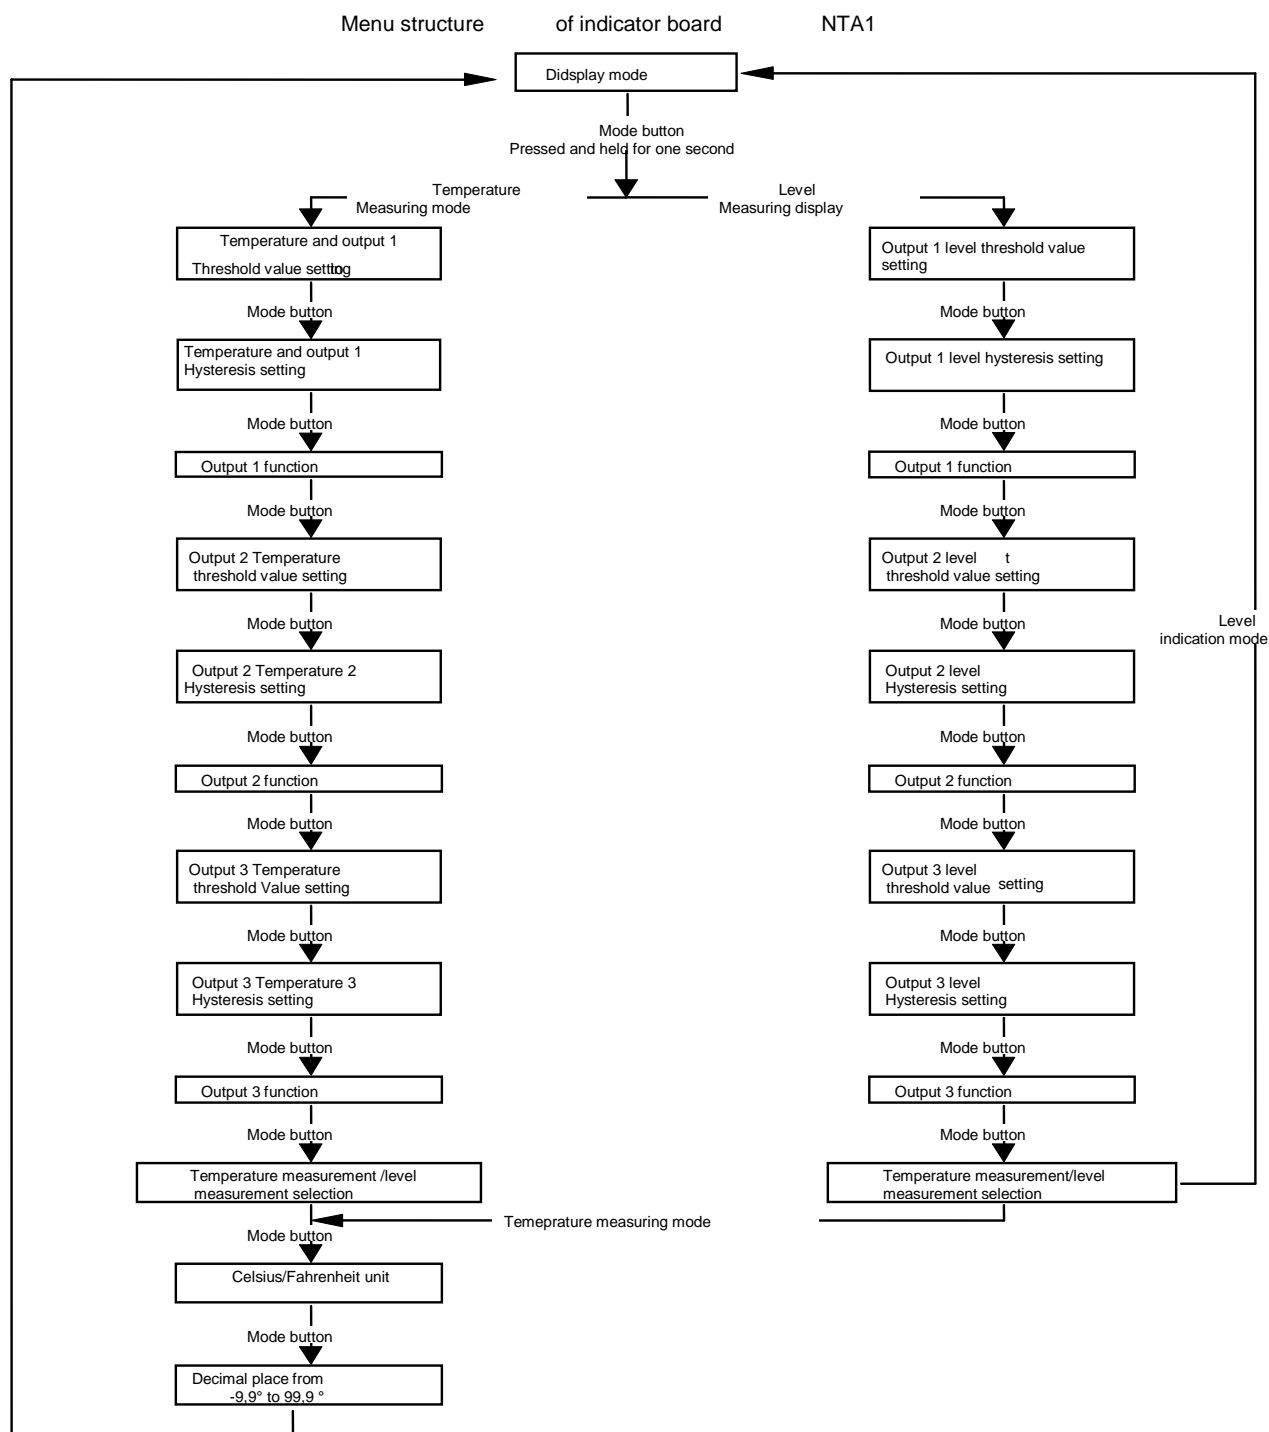 Menu structure of indicator board NTA1
Didsplay mode
Mode button
Pressed and held for one second
Temperature
Measuring mode
Level
Measuring display
Temperature and output 1
Threshold value setting
to
Mode button
Temperature and output 1
Hysteresis setting
Mode button
Output 1 function
Mode button
Output 2 Temperature
threshold value setting
Mode button
Output 2 Temperature 2
Hysteresis setting
Mode button
Output 2 function
Mode button
Output 3 Temperature
threshold Value setting
Mode button
Output 3 Temperature 3
Hysteresis setting
Mode button
Output 3 function
Mode button
Temperature measurement /level
measurement selection
Mode button
Celsius/Fahrenheit unit
Mode button
Decimal place from
-9,9° to 99,9 °
Output 1 level threshold value
setting
Mode button
Output 1 level hysteresis setting
Mode button
Output 1 function
Mode button
Output 2 level t
threshold value setting
Mode button
Output 2 level
Hysteresis setting
Mode button
Output 2 function
Mode button
Output 3 level
threshold value setting
Mode button
Output 3 level
Hysteresis setting
Mode button
Output 3 function
Mode button
Temperature measurement/level
measurement selection
Temeprature measuring mode
Level
indication mode